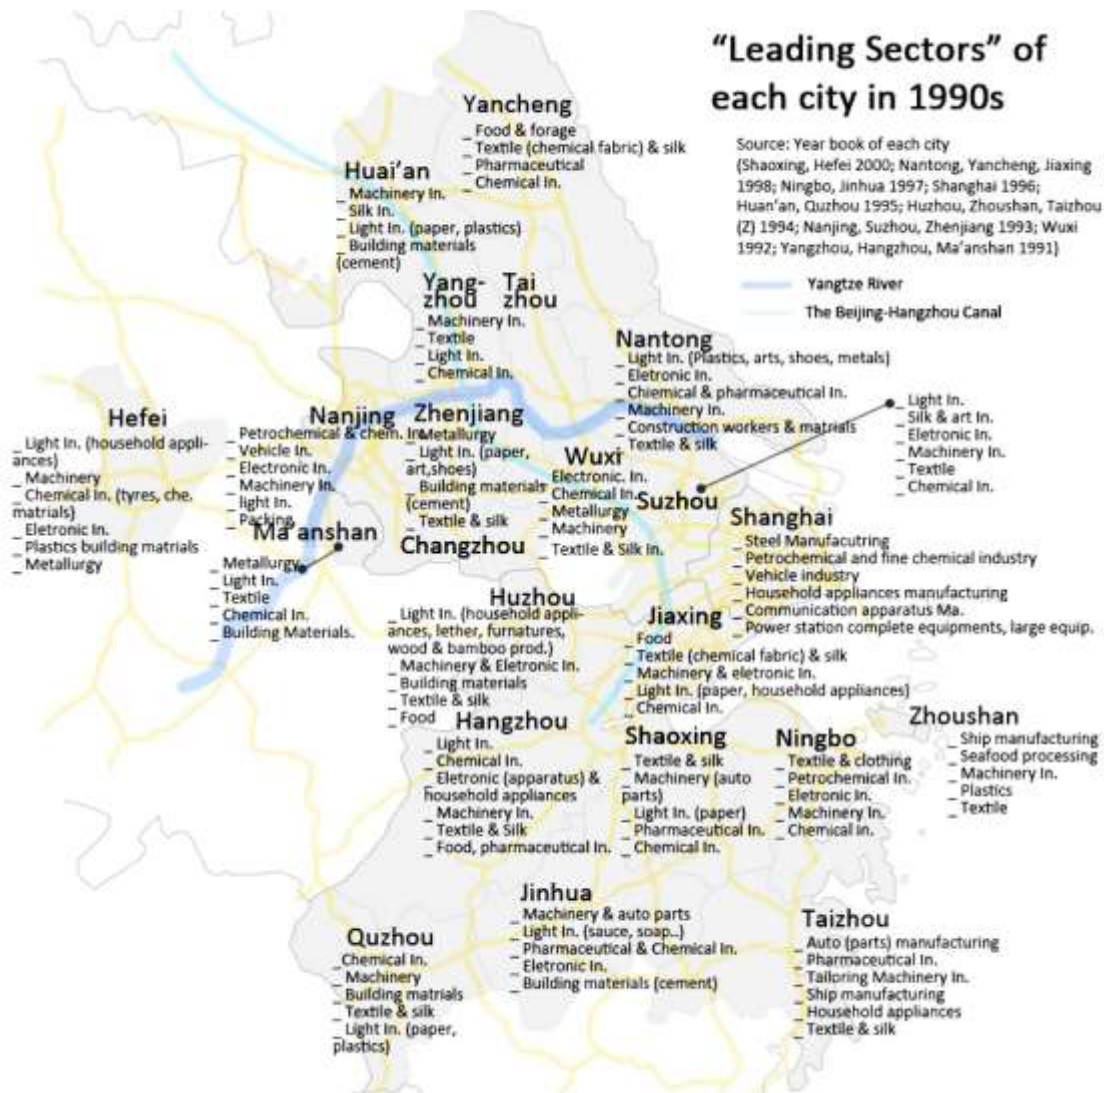 “Leading Sectors” of
each city in 1990s
Source: Year book of each city
(Shaoxing, Hefei 2000; Nantong, Yancheng, Jiaxing
1998; Ningbo, Jinhua 1997; Shanghai 1996;
Huan'an, Quzhou 1995; Huzhou, Zhoushan, Taizhou
(Z) 1994; Nanjing, Suzhou, Zhenjiang 1993; Wuxi
1992; Yangzhou, Hangzhou, Ma'anshan 1991)
Yangtze River
The Beijing-Hangzhou Canal
Yancheng
_ Food & forage
_ Textile (chemical fabric) & silk
_ Pharmaceutical
_ Chemical In.
Huai'an
_ Machinery In.
_ Silk In.
_ Light In. (paper, plastics)
_ Building materials
(cement)
Yang-
zhou
Tai
zhou
_ Machinery In.
_ Textile
_ Light In.
_ Chemical In.
Nantong
_ Light In. (Plastics, arts, shoes, metals)
_ Eletronic In.
_ Chiemical & pharmaceutical In.
_ Machinery In.
_ Construction workers & matrials
_ Textile & silk
Hefei
_ Light In. (household appli-
ances)
_ Machinery
_ Chemical In. (tyres, che.
matrials)
_ Eletronic In.
_ Plastics building matrials
_ Metallurgy
Nanjing
_ Petrochemical & chem. In.
_ Vehicle In.
_ Electronic In.
_ Machinery In.
_ light In.
_ Packing
Zhenjiang
_ Metallurgy
_ Light In. (paper,
art,shoes)
_ Building materials
(cement)
_ Textile & silk
Wuxi
_ Electronic. In.
_ Chemical In.
_ Metallurgy
_ Machinery
_ Textile & Silk In.
Suzhou
_ Light In.
_ Silk & art In.
_ Eletronic In.
_ Machinery In.
_ Textile
_ Chemical In.
Ma'anshan
_ Metallurgy
_ Light In.
_ Textile
_ Chemical In.
_ Building Materials.
Changzhou
Shanghai
_ Steel Manufacutring
_ Petrochemical and fine chemical industry
_ Vehicle industry
_ Household appliances manufacturing
_ Communication apparatus Ma.
_ Power station complete equipments, large equip.
Huzhou
_ Light In. (household appli-
ances, lether, furnatures,
wood & bamboo prod.)
_ Machinery & Eletronic In.
_ Building materials
_ Textile & silk
_ Food
Jiaxing
_ Food
_ Textile (chemical fabric) & silk
_ Machinery & eletronic In.
_ Light In. (paper, household appliances)
_ Chemical In.
Hangzhou
_ Light In.
_ Chemical In.
_ Eletronic (apparatus) &
household appliances
_ Machinery In.
_ Textile & Silk
_ Food, pharmaceutical In.
Shaoxing
_ Textile & silk
_ Machinery (auto
parts)
_ Light In. (paper)
_ Pharmaceutical In.
_ Chemical In.
Ningbo
_ Textile & clothing
_ Petrochemical In.
_ Eletronic In.
_ Machinery In.
_ Chemical In.
Zhoushan
_ Ship manufacturing
_ Seafood processing
_ Machinery In.
_ Plastics
_ Textile
Jinhua
_ Machinery & auto parts
_ Light In. (sauce, soap..)
_ Pharmaceutical & Chemical In.
_ Eletronic In.
_ Building materials (cement)
Quzhou
_ Chemical In.
_ Machinery
_ Building matrials
_ Textile & silk
_ Light In. (paper,
plastics)
Taizhou
_ Auto (parts) manufacturing
_ Pharmaceutical In.
_ Tailoring Machinery In.
_ Ship manufacturing
_ Household appliances
_ Textile & silk